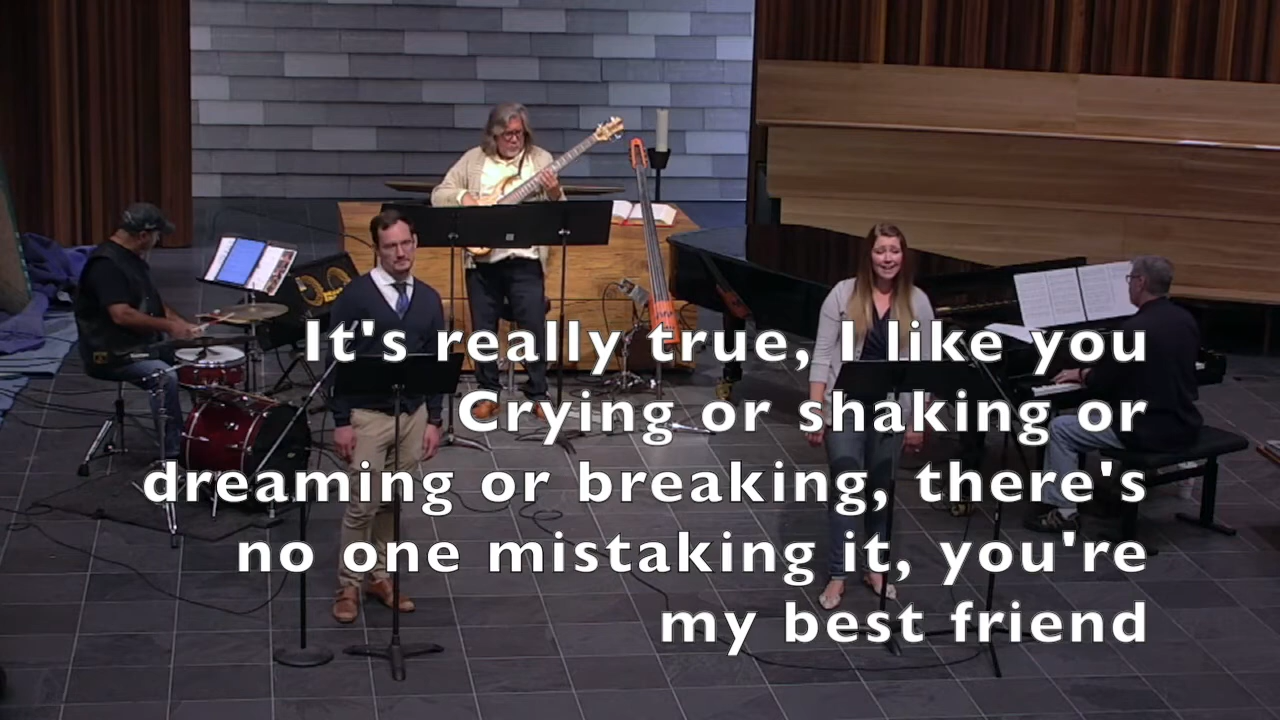 It's really true, I like you
Crying or shaking or
dreaming or breaking, there's
no one mistaking it, you're
my best friend